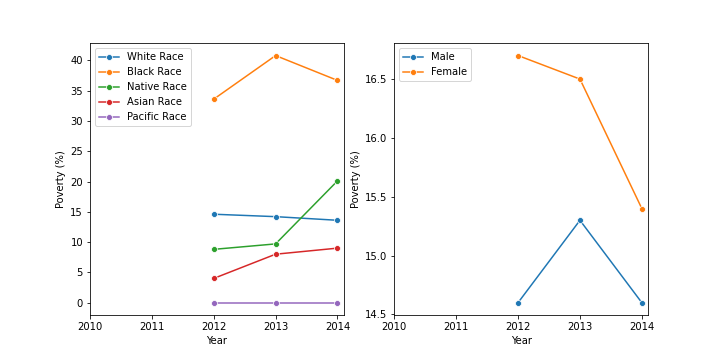 White Race
Black Race
Native Race
Asian Race
Pacific Race
40
35
30
25
20
15
10
5
0
Poverty (%)
2010 2011 2012 2013 2014
Year
Male
Female
16.5
16.0
15.5
15.0
14.5
Poverty (%)
2010 2011 2012 2013 2014
Year